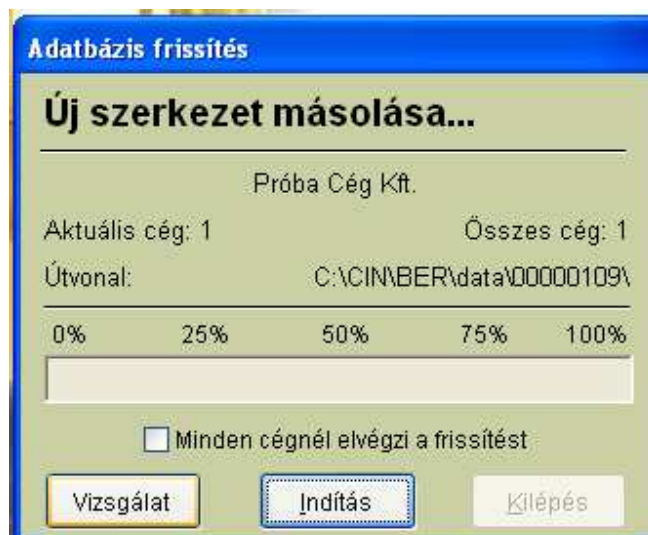 Adatbázis frissítés
Új szerkezet másolása...
Próba Cég Kft.
Aktuális cég: 1 Összes cég: 1
Útvonal: C:\CIN\BER\data\00000109\
0% 25% 50% 75% 100%
Minden cégnél elvégzi a frissítést
Vizsgálat Indítás Kilépés